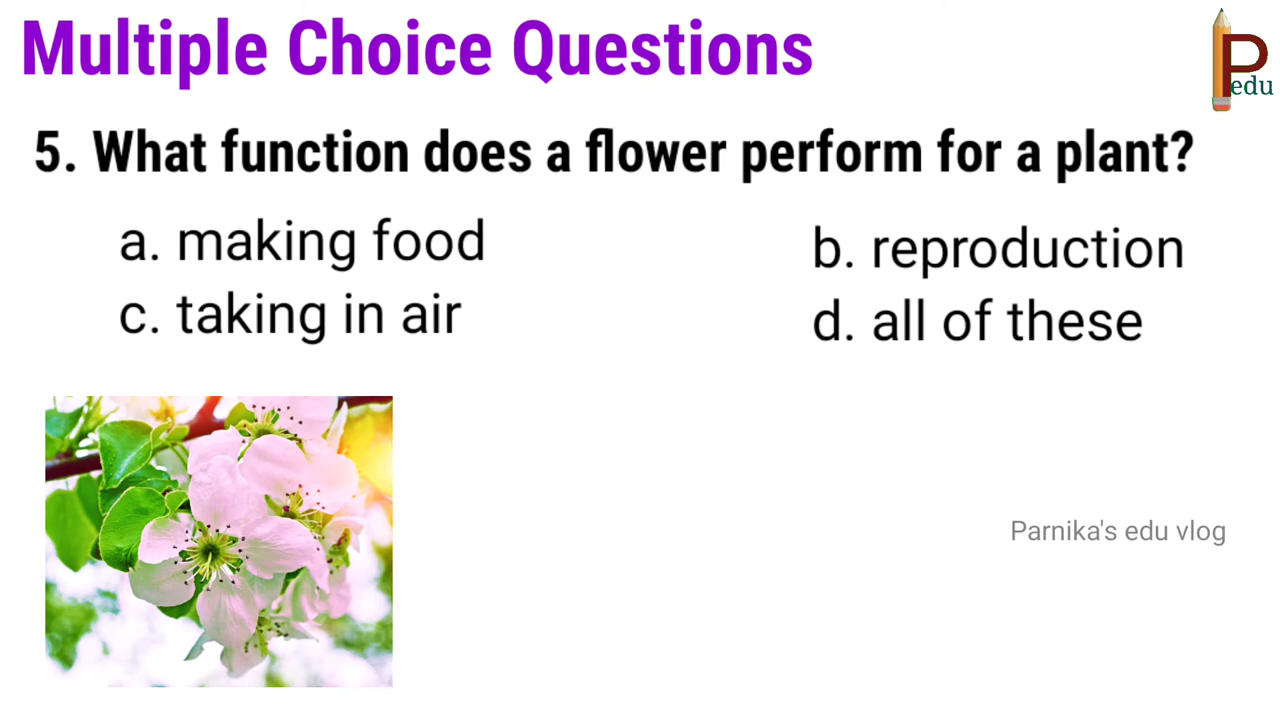 Multiple Choice Questions
P
edu
5. What function does a flower perform for a plant?
a. making food
b. reproduction
c. taking in air
d. all of these
Parnika's edu vlog